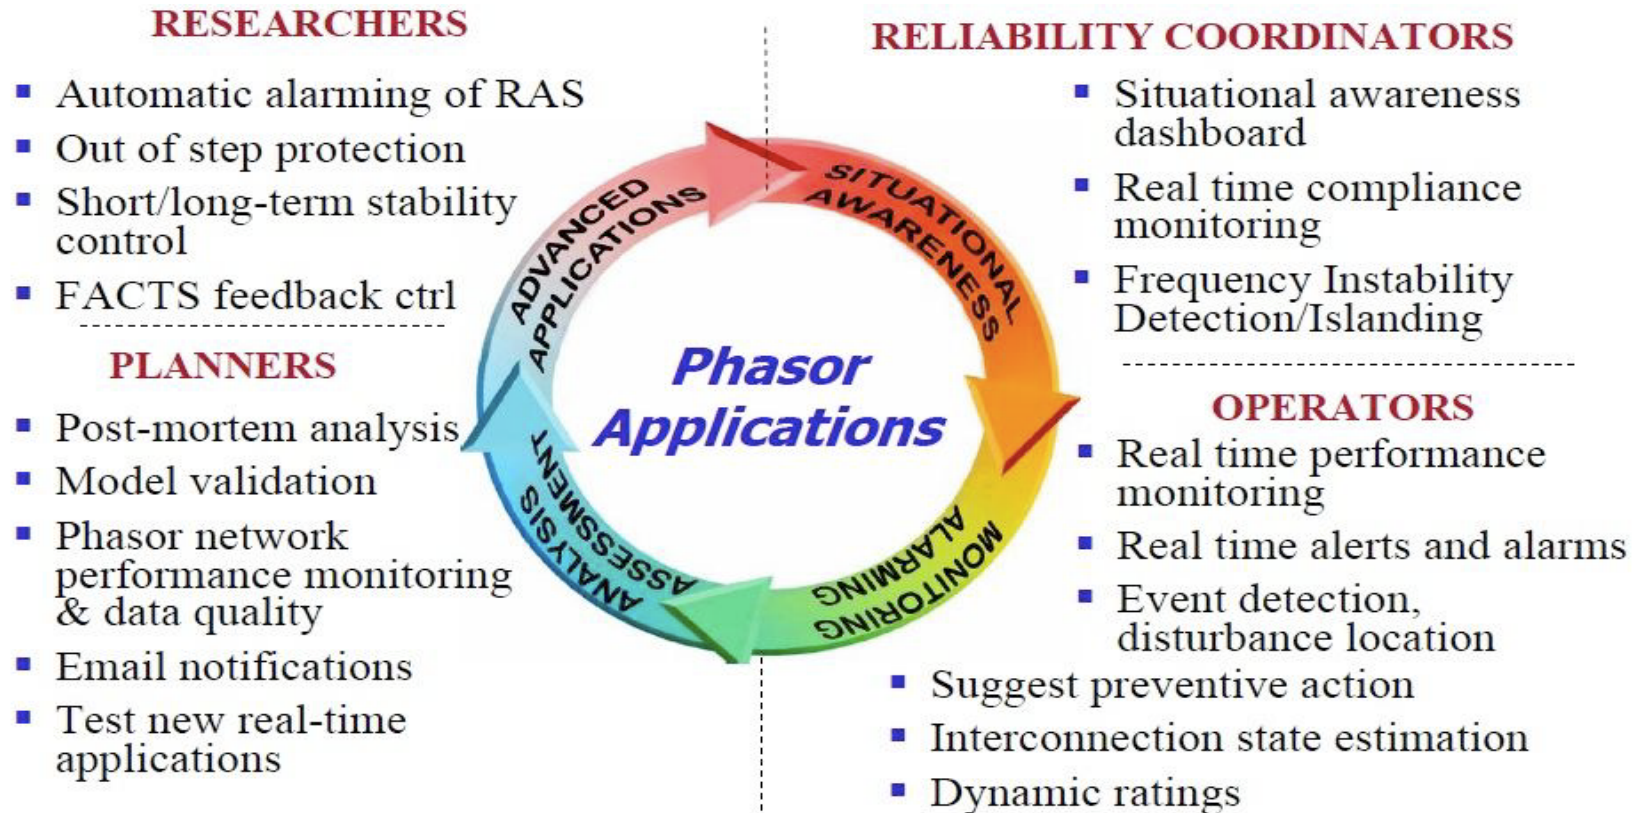 RESEARCHERS
Automatic alarming of RAS
Out of step protection
Short/long-term stability
control
FACTS feedback ctrl
PLANNERS
Post-mortem analysis
Model validation
Phasor network
performance monitoring
& data quality
Email notifications
Test new real-time
applications
ADVANCED
APPLICATIONS
SITUATIONAL
AWARENESS
Phasor
Applications
ANALYSIS
ASSESSMENT
MONITORING
ALARMING
RELIABILITY COORDINATORS
Situational awareness
dashboard
Real time compliance
monitoring
Frequency Instability
Detection/Islanding
OPERATORS
Real time performance
monitoring
Real time alerts and alarms
Event detection,
disturbance location
Suggest preventive action
Interconnection state estimation
Dynamic ratings